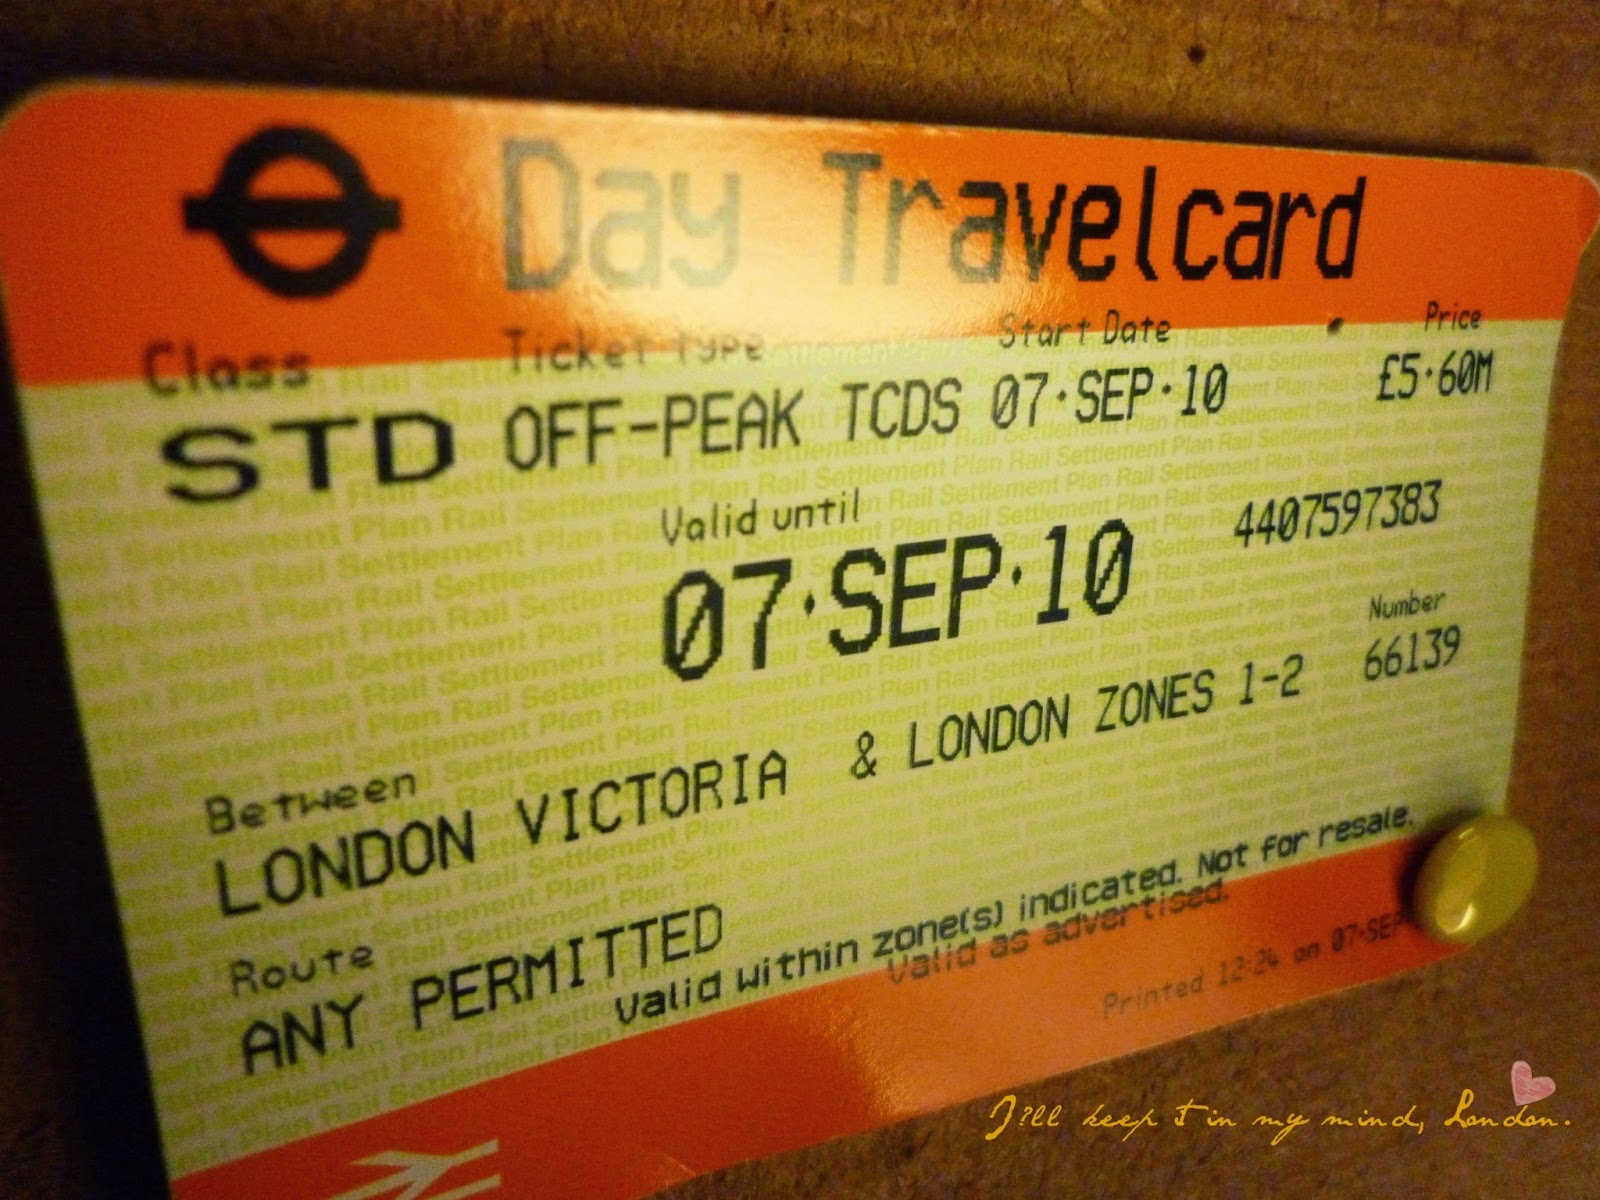 Day Travelcard
Class Ticket type Start Date Price
STD OFF-PEAK TCDS 07·SEP·10 £5·60M
Valid until
07·SEP·10 4407597383
Number
Between LONDON ZONES 1-2 66139
LONDON VICTORIA &
Route
ANY PERMITTED
Valid within zone(s) indicated. Not for resale.
Valid as advertised.
Printed 12:24 on 07·SEP
I?ll keep I in my mind, London.